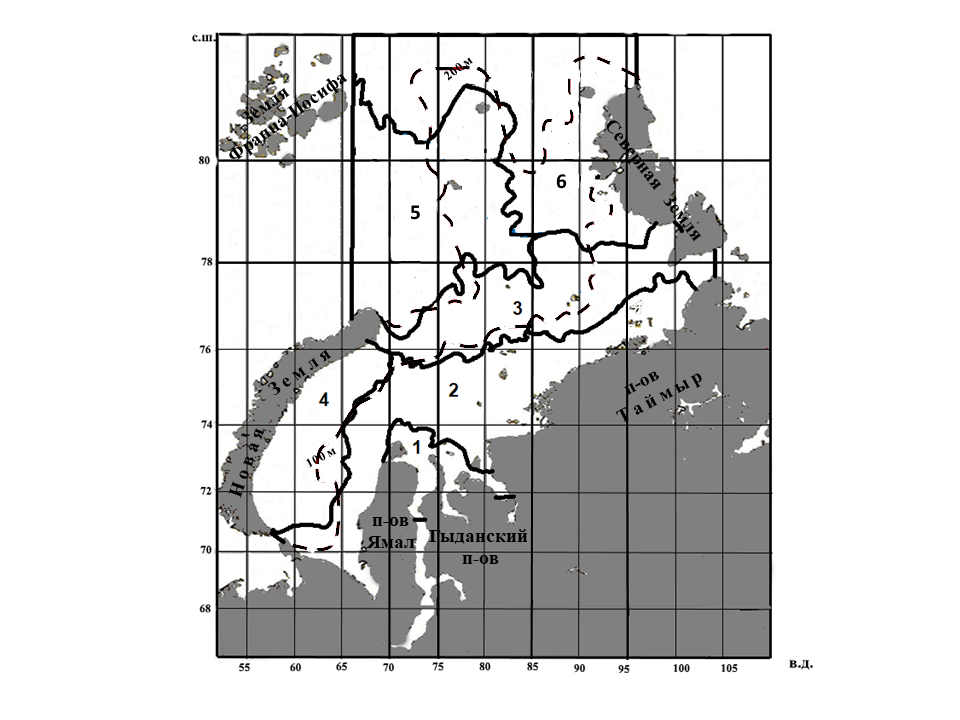 с.ш.
200 м
Земля
Франца-Иосифа
Северная Земля
80
6
5
78
3
76
п-ов
Таймыр
Новая Земля
4
2
74
1
100 м
72
п-ов
Ямал
Гыданский
п-ов
70
68
55 60 65 70 75 80 85 90 95 100 105
в.д.